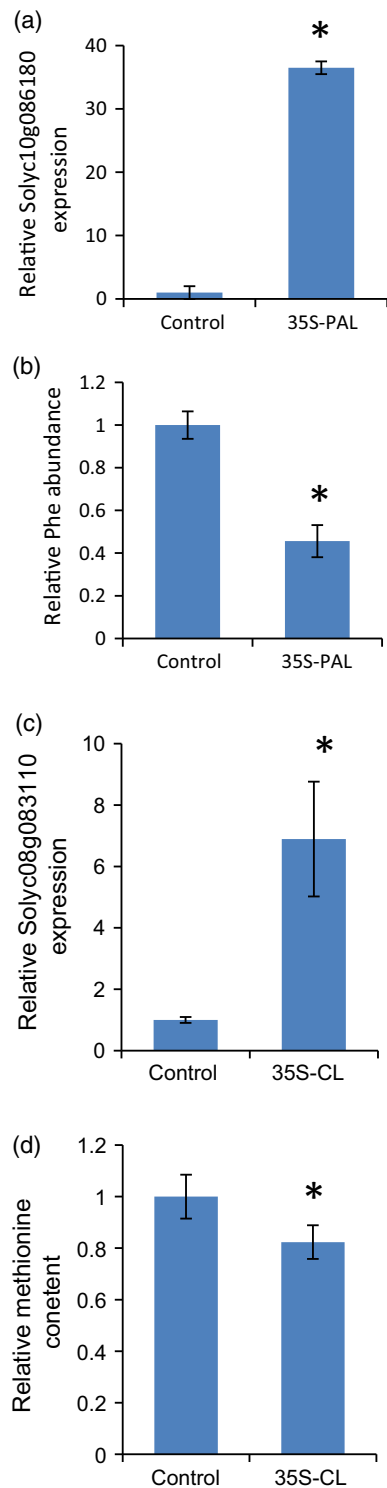 (a)
Relative Solyc10g086180
expression
40
30
20
10
0
*
Control
35S-PAL
(b)
Relative Phe abundance
1.2
1
0.8
0.6
0.4
0.2
0
*
Control
35S-PAL
(c)
Relative Solyc08g083110
expression
10
8
6
4
2
0
*
Control
35S-CL
(d)
Relative methionine
conetent
1.2
1
0.8
0.6
0.4
0.2
0
*
Control
35S-CL